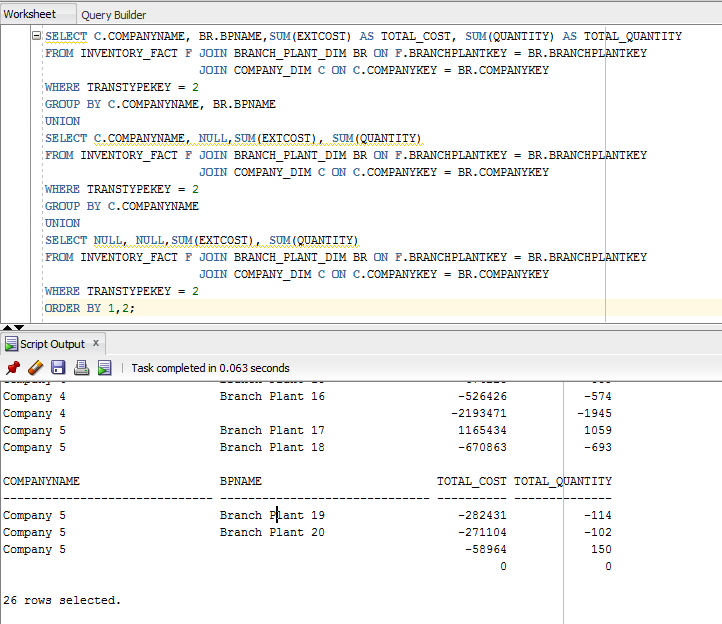 Worksheet Query Builder
SELECT C.COMPANYNAME, BR.BPNAME,SUM(EXTCOST) AS TOTAL_COST, SUM(QUANTITY) AS TOTAL_QUANTITY
FROM INVENTORY_FACT F JOIN BRANCH_PLANT_DIM BR ON F.BRANCHPLANTKEY = BR.BRANCHPLANTKEY
JOIN COMPANY_DIM C ON C.COMPANYKEY = BR.COMPANYKEY
WHERE TRANSTYPEKEY = 2
GROUP BY C.COMPANYNAME, BR.BPNAME
UNION
SELECT C.COMPANYNAME, NULL,SUM(EXTCOST), SUM(QUANTITY)
FROM INVENTORY_FACT F JOIN BRANCH_PLANT_DIM BR ON F.BRANCHPLANTKEY = BR.BRANCHPLANTKEY
JOIN COMPANY_DIM C ON C.COMPANYKEY = BR.COMPANYKEY
WHERE TRANSTYPEKEY = 2
GROUP BY C.COMPANYNAME
UNION
SELECT NULL, NULL,SUM(EXTCOST), SUM(QUANTITY)
FROM INVENTORY_FACT F JOIN BRANCH_PLANT_DIM BR ON F.BRANCHPLANTKEY = BR.BRANCHPLANTKEY
JOIN COMPANY_DIM C ON C.COMPANYKEY = BR.COMPANYKEY
WHERE TRANSTYPEKEY = 2
ORDER BY 1,2;
Script Output x
Task completed in 0.063 seconds
Company 4 Branch Plant 16 -526426 -574
Company 4 -2193471 -1945
Company 5 Branch Plant 17 1165434 1059
Company 5 Branch Plant 18 -670863 -693
COMPANYNAME BPNAME TOTAL_COST TOTAL_QUANTITY
------------------------------ ------------------------------ ---------- --------------
Company 5 Branch Plant 19 -282431 -114
Company 5 Branch Plant 20 -271104 -102
Company 5 -58964 150
0 0
26 rows selected.